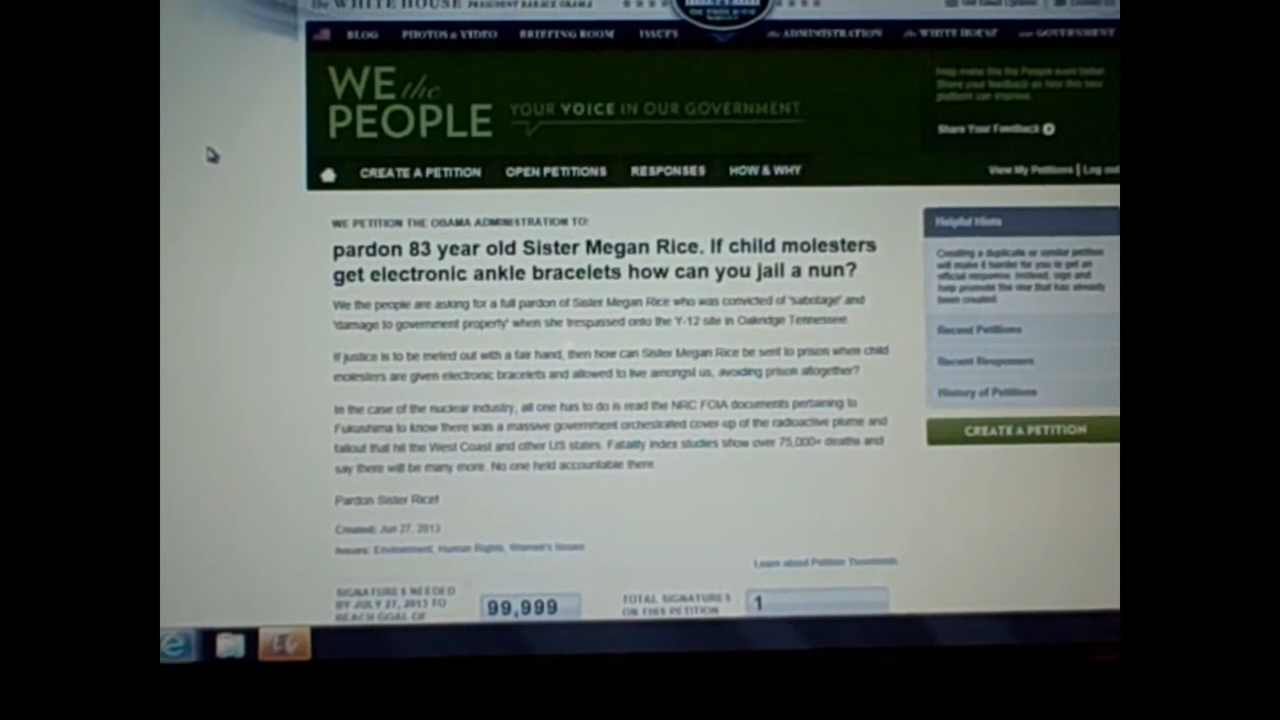 the WHITE HOUSE PRESIDENT BARACK OBAMA
BLOG PHOTOS & VIDEO BRIEFING ROOM ISSUES the ADMINISTRATION the WHITE HOUSE our GOVERNMENT
WE the
PEOPLE
YOUR VOICE IN OUR GOVERNMENT
Help make We the People even better.
Share your feedback on how this new
platform can improve.
Share Your Feedback
CREATE A PETITION OPEN PETITIONS RESPONSES HOW & WHY
View My Petitions | Log out
WE PETITION THE OBAMA ADMINISTRATION TO:
pardon 83 year old Sister Megan Rice. If child molesters
get electronic ankle bracelets how can you jail a nun?
We the people are asking for a full pardon of Sister Megan Rice who was convicted of 'sabotage' and
'damage to government property' when she trespassed onto the Y-12 site in Oakridge Tennessee.
If justice is to be meted out with a fair hand, then how can Sister Megan Rice be sent to prison when child
molesters are given electronic bracelets and allowed to live amongst us, avoiding prison altogether?
In the case of the nuclear industry, all one has to do is read the NRC FOIA documents pertaining to
Fukushima to know there was a massive government orchestrated cover-up of the radioactive plume and
fallout that hit the West Coast and other US states. Fatality index studies show over 75,000+ deaths and
say there will be many more. No one held accountable there.
Pardon Sister Rice!
Created: Jun 27, 2013
Issues: Environment, Human Rights, Women's Issues
Learn about Petition Thresholds
SIGNATURES NEEDED
BY JULY 27, 2013 TO
REACH GOAL OF
99,999
TOTAL SIGNATURES
ON THIS PETITION
1
Helpful Hints
Creating a duplicate or similar petition
will make it harder for you to get an
official response. Instead, sign and
help promote the one that has already
been created.
Recent Petitions
Recent Responses
History of Petitions
CREATE A PETITION